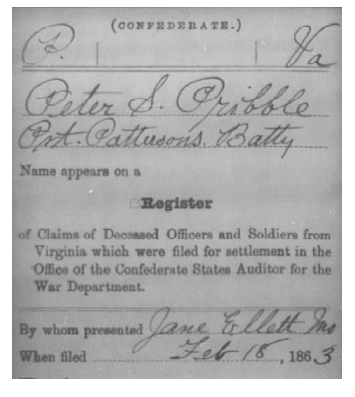 (CONFEDERATE.)
P. Va
Peter S. Pribble
Pvt. Pattersons. Batty
Name appears on a
Register
of Claims of Deceased Officers and Soldiers from
Virginia which were filed for settlement in the
Office of the Confederate States Auditor for the
War Department.
By whom presented Jane Ellett Mo
When filed Feb 18, 1863